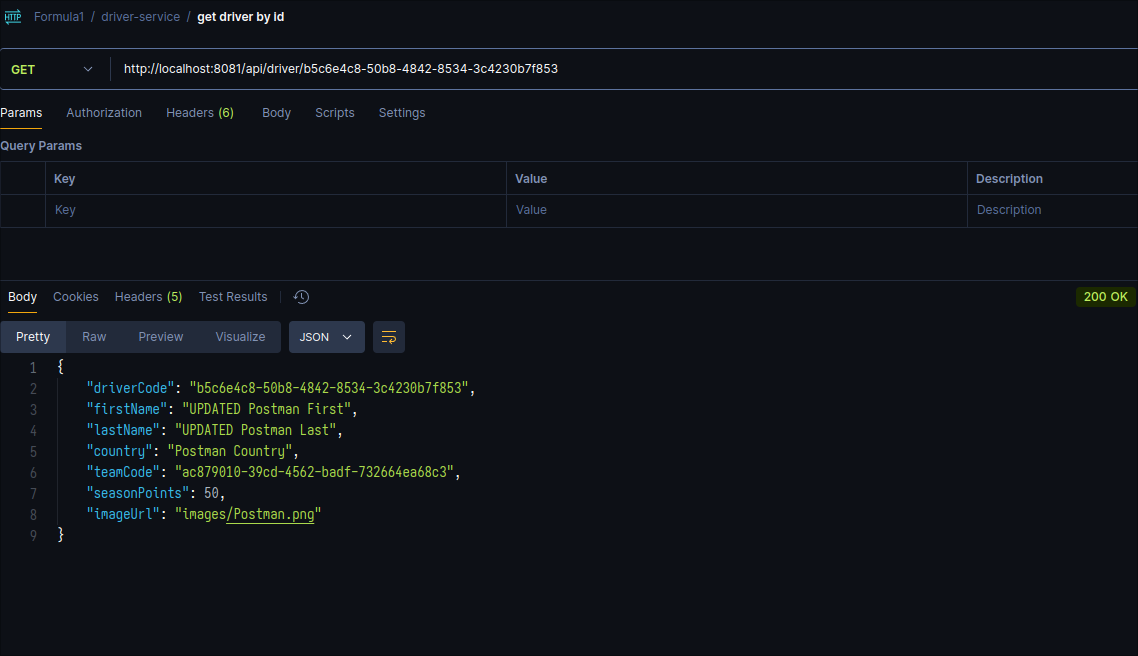 HTTP Formula1 / driver-service / get driver by id
GET http://localhost:8081/api/driver/b5c6e4c8-50b8-4842-8534-3c4230b7f853
Params Authorization Headers (6) Body Scripts Settings
Query Params
Key Value Description
Key Value Description
Body Cookies Headers (5) Test Results 200 OK
Pretty Raw Preview Visualize JSON
1 {
2 "driverCode": "b5c6e4c8-50b8-4842-8534-3c4230b7f853",
3 "firstName": "UPDATED Postman First",
4 "lastName": "UPDATED Postman Last",
5 "country": "Postman Country",
6 "teamCode": "ac879010-39cd-4562-badf-732664ea68c3",
7 "seasonPoints": 50,
8 "imageUrl": "images/Postman.png"
9 }